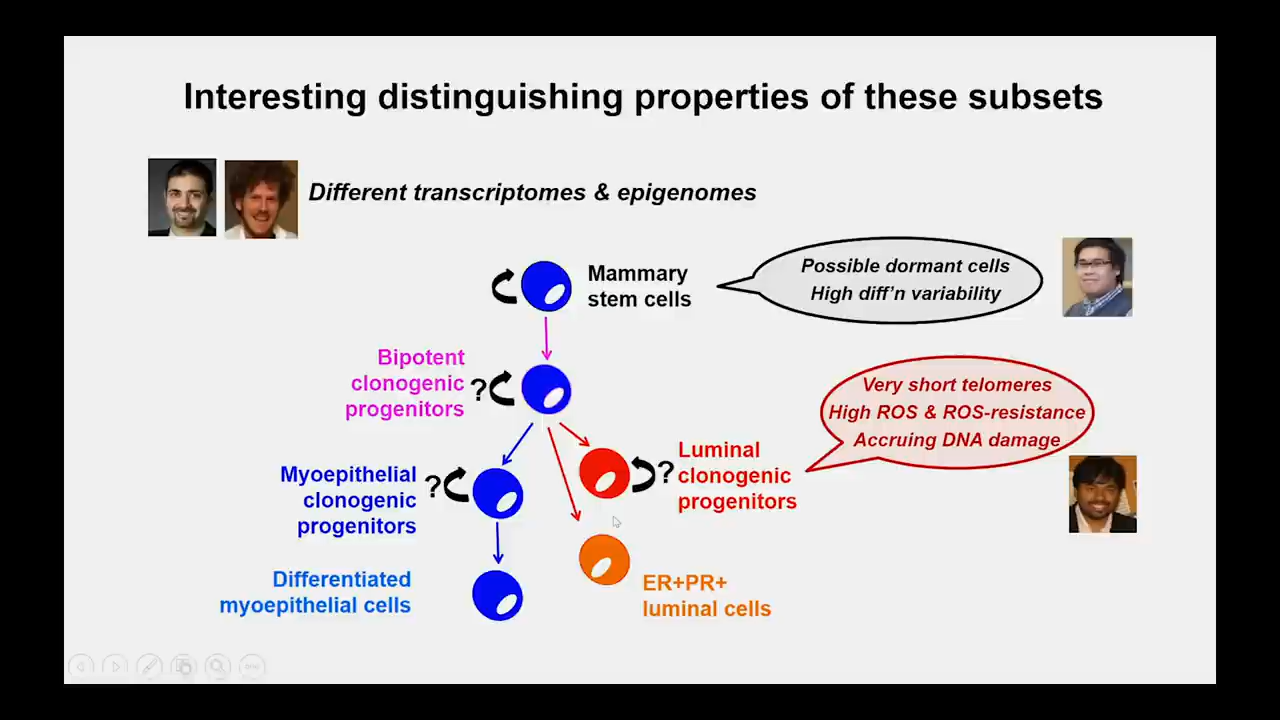 Interesting distinguishing properties of these subsets
Different transcriptomes & epigenomes
Mammary
stem cells
Possible dormant cells
High diff'n variability
Bipotent
clonogenic
progenitors
?
Very short telomeres
High ROS & ROS-resistance
Accruing DNA damage
Myoepithelial
clonogenic
progenitors
?
?
Luminal
clonogenic
progenitors
Differentiated
myoepithelial cells
ER+PR+
luminal cells